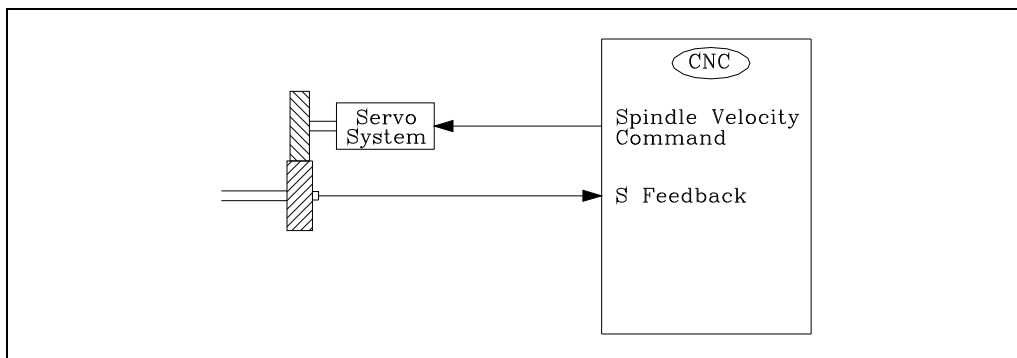 CNC
Servo
System
Spindle Velocity
Command
S Feedback